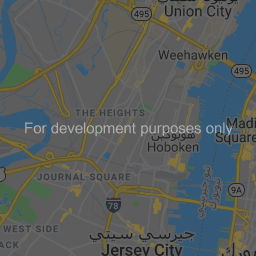 495
Union City
Weehawken
495
THE HEIGHTS
For development purposes only
Madi
Square
هوبوكين
Hoboken
JOURNAL SQUARE
9A
78
WEST SIDE
جيرسي سيتي
Jersey City